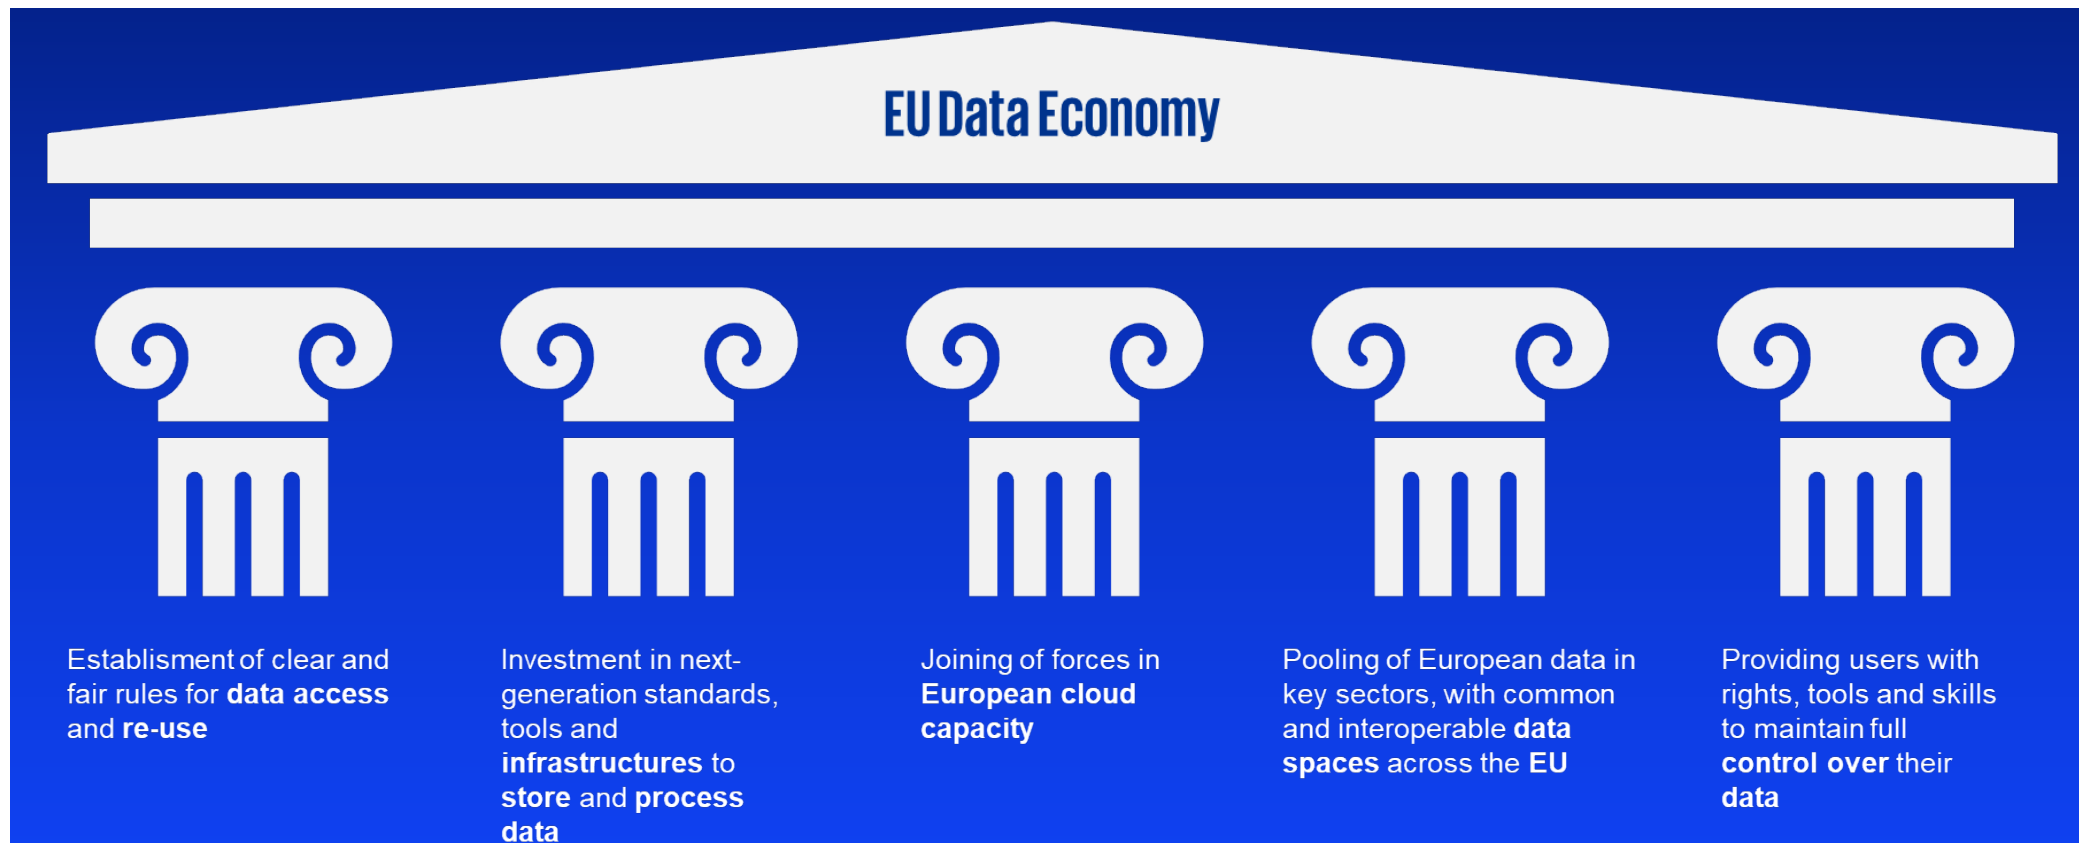 EU Data Economy
Establisment of clear and
fair rules for data access
and re-use
Investment in next-
generation standards,
tools and
infrastructures to
store and process
data
Joining of forces in
European cloud
capacity
Pooling of European data in
key sectors, with common
and interoperable data
spaces across the EU
Providing users with
rights, tools and skills
to maintain full
control over their
data